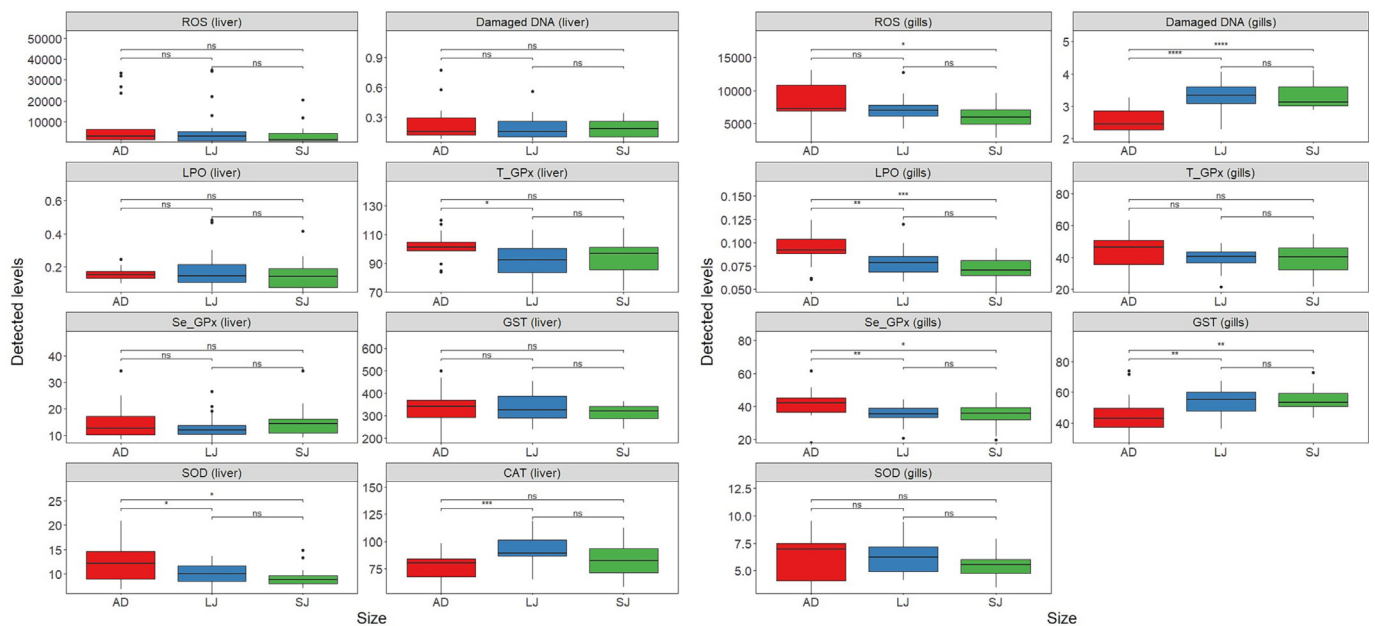 ROS (liver)
50000
40000
30000
20000
10000
ns
ns
ns
AD
LJ
SJ
Damaged DNA (liver)
0.9
0.6
0.3
ns
ns
ns
AD
LJ
SJ
LPO (liver)
0.6
0.4
0.2
ns
ns
ns
AD
LJ
SJ
T_GPx (liver)
130
110
90
70
ns
*
ns
AD
LJ
SJ
Se_GPx (liver)
40
30
20
10
ns
ns
ns
AD
LJ
SJ
GST (liver)
600
500
400
300
200
ns
ns
ns
AD
LJ
SJ
SOD (liver)
25
20
15
10
*
*
ns
AD
LJ
SJ
CAT (liver)
150
125
100
75
ns
***
ns
AD
LJ
SJ
Detected levels
Size
ROS (gills)
15000
10000
5000
*
ns
ns
AD
LJ
SJ
Damaged DNA (gills)
5
4
3
2
****
****
ns
AD
LJ
SJ
LPO (gills)
0.150
0.125
0.100
0.075
0.050
***
**
ns
AD
LJ
SJ
T_GPx (gills)
80
60
40
20
ns
ns
ns
AD
LJ
SJ
Se_GPx (gills)
80
60
40
20
*
**
ns
AD
LJ
SJ
GST (gills)
80
60
40
**
**
ns
AD
LJ
SJ
SOD (gills)
12.5
10.0
7.5
5.0
ns
ns
ns
AD
LJ
SJ
Detected levels
Size